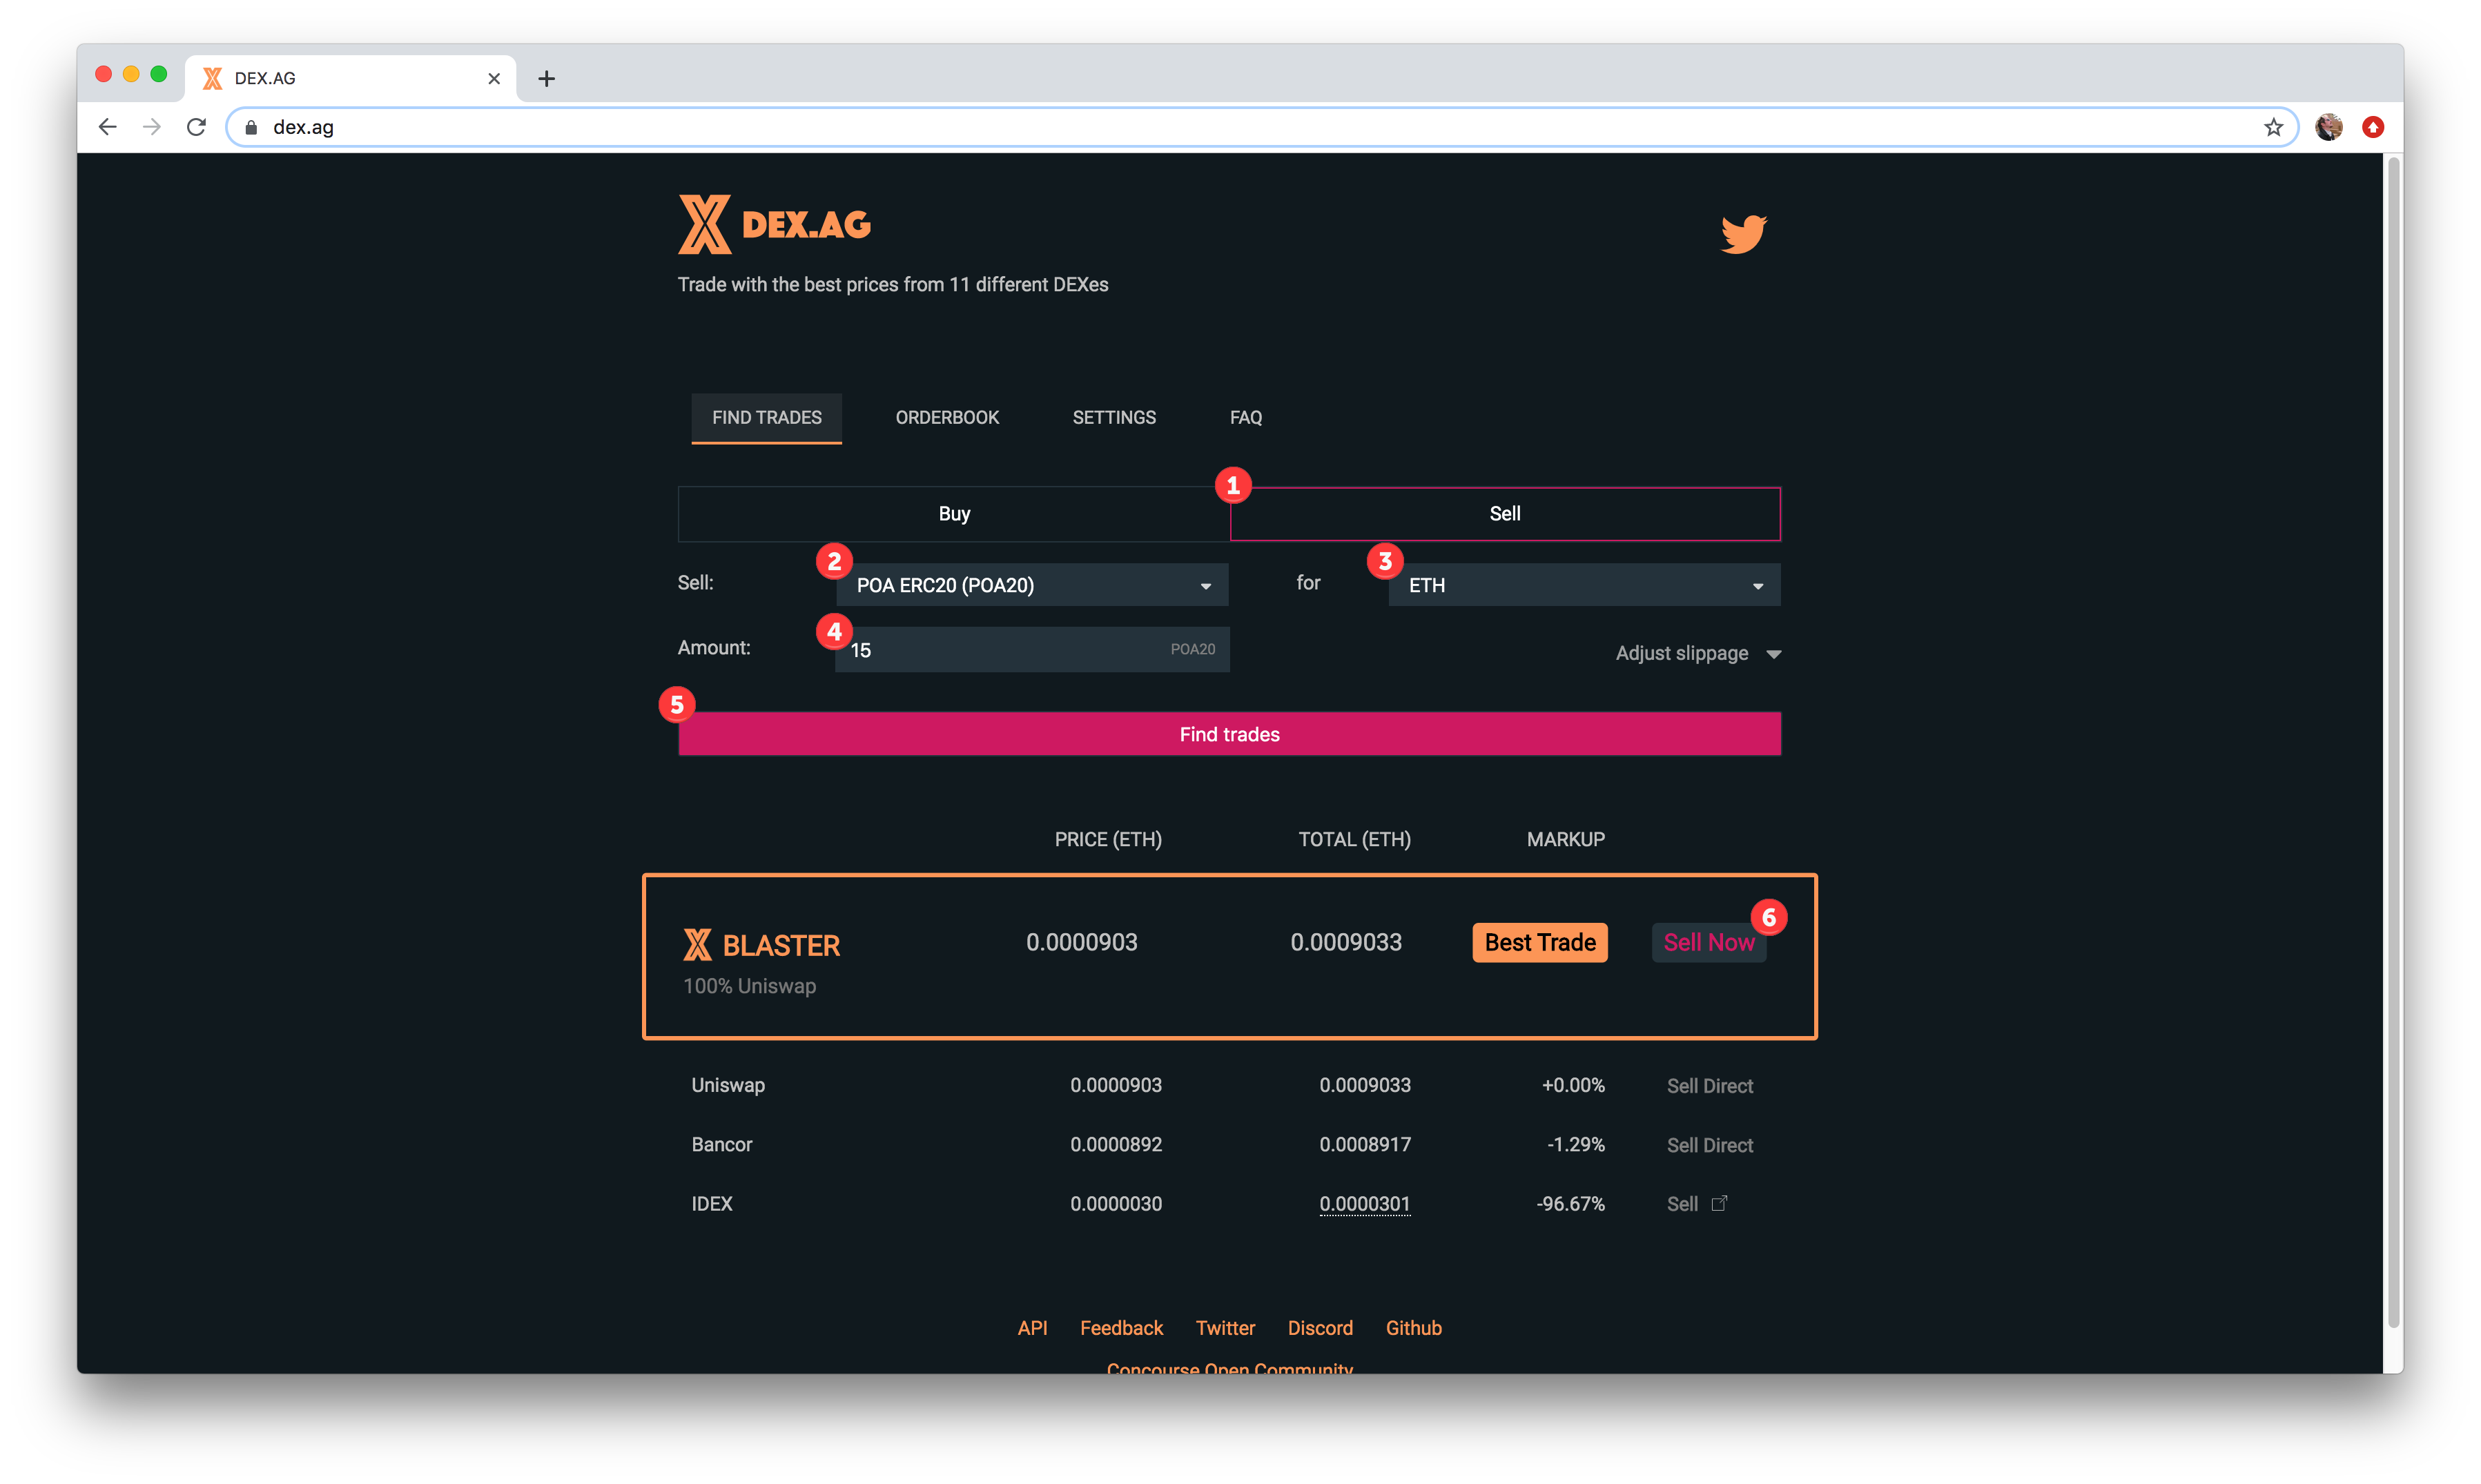 DEX.AG
dex.ag
DEX.AG
Trade with the best prices from 11 different DEXes
FIND TRADES ORDERBOOK SETTINGS FAQ
1
Buy Sell
2 3
Sell: POA ERC20 (POA20) for ETH
4
Amount: 15 POA20 Adjust slippage
5
Find trades
PRICE (ETH) TOTAL (ETH) MARKUP
6
BLASTER 0.0000903 0.0009033 Best Trade Sell Now
100% Uniswap
Uniswap 0.0000903 0.0009033 +0.00% Sell Direct
Bancor 0.0000892 0.0008917 -1.29% Sell Direct
IDEX 0.0000030 0.0000301 -96.67% Sell
API Feedback Twitter Discord Github
Concourse Open Community